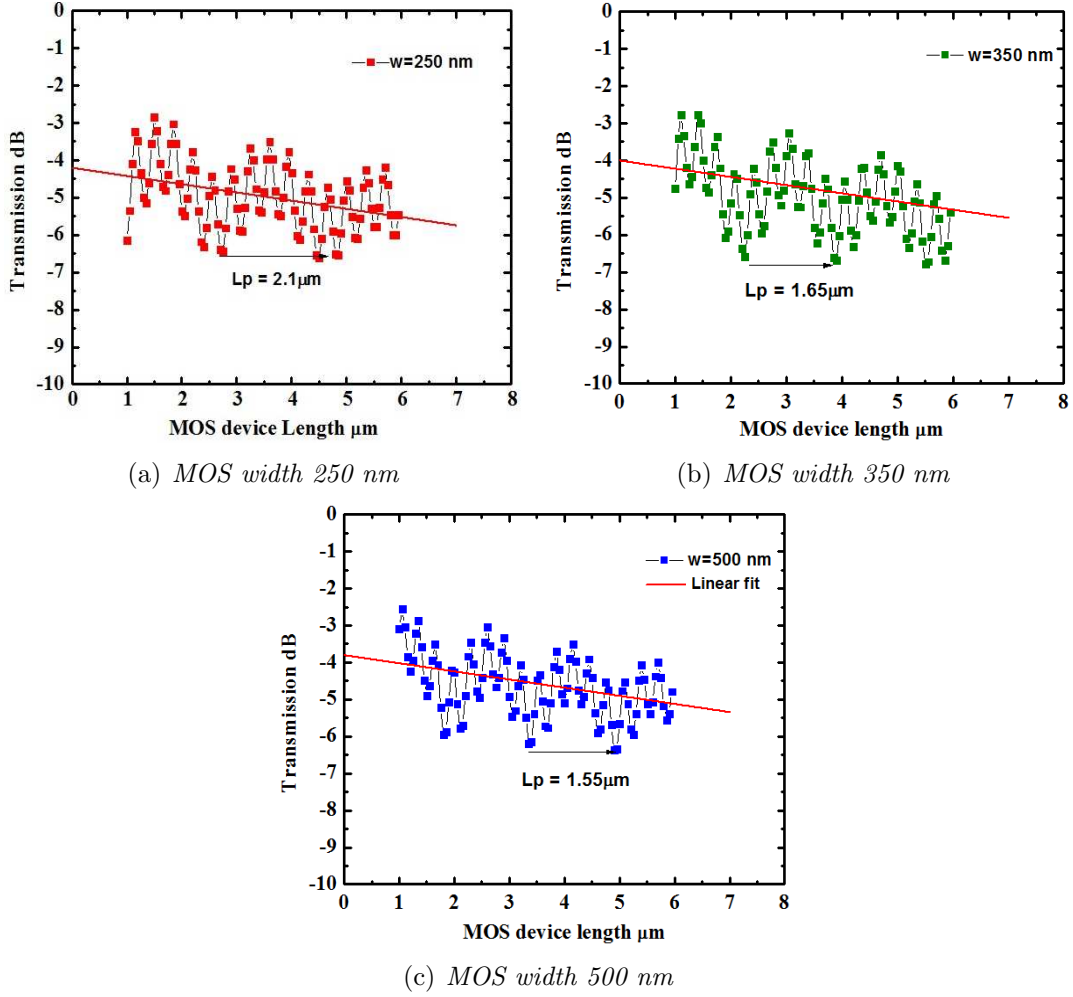 0
-1
-2
-3
-4
-5
-6
-7
-8
-9
-10
Transmission dB
w=250 nm
Lp = 2.1μm
0 1 2 3 4 5 6 7 8
MOS device Length μm
(a) MOS width 250 nm
0
-1
-2
-3
-4
-5
-6
-7
-8
-9
-10
Transmission dB
w=350 nm
Lp = 1.65μm
0 1 2 3 4 5 6 7 8
MOS device length μm
(b) MOS width 350 nm
0
-1
-2
-3
-4
-5
-6
-7
-8
-9
-10
Transmission dB
w=500 nm
Linear fit
Lp = 1.55μm
0 1 2 3 4 5 6 7 8
MOS device length μm
(c) MOS width 500 nm